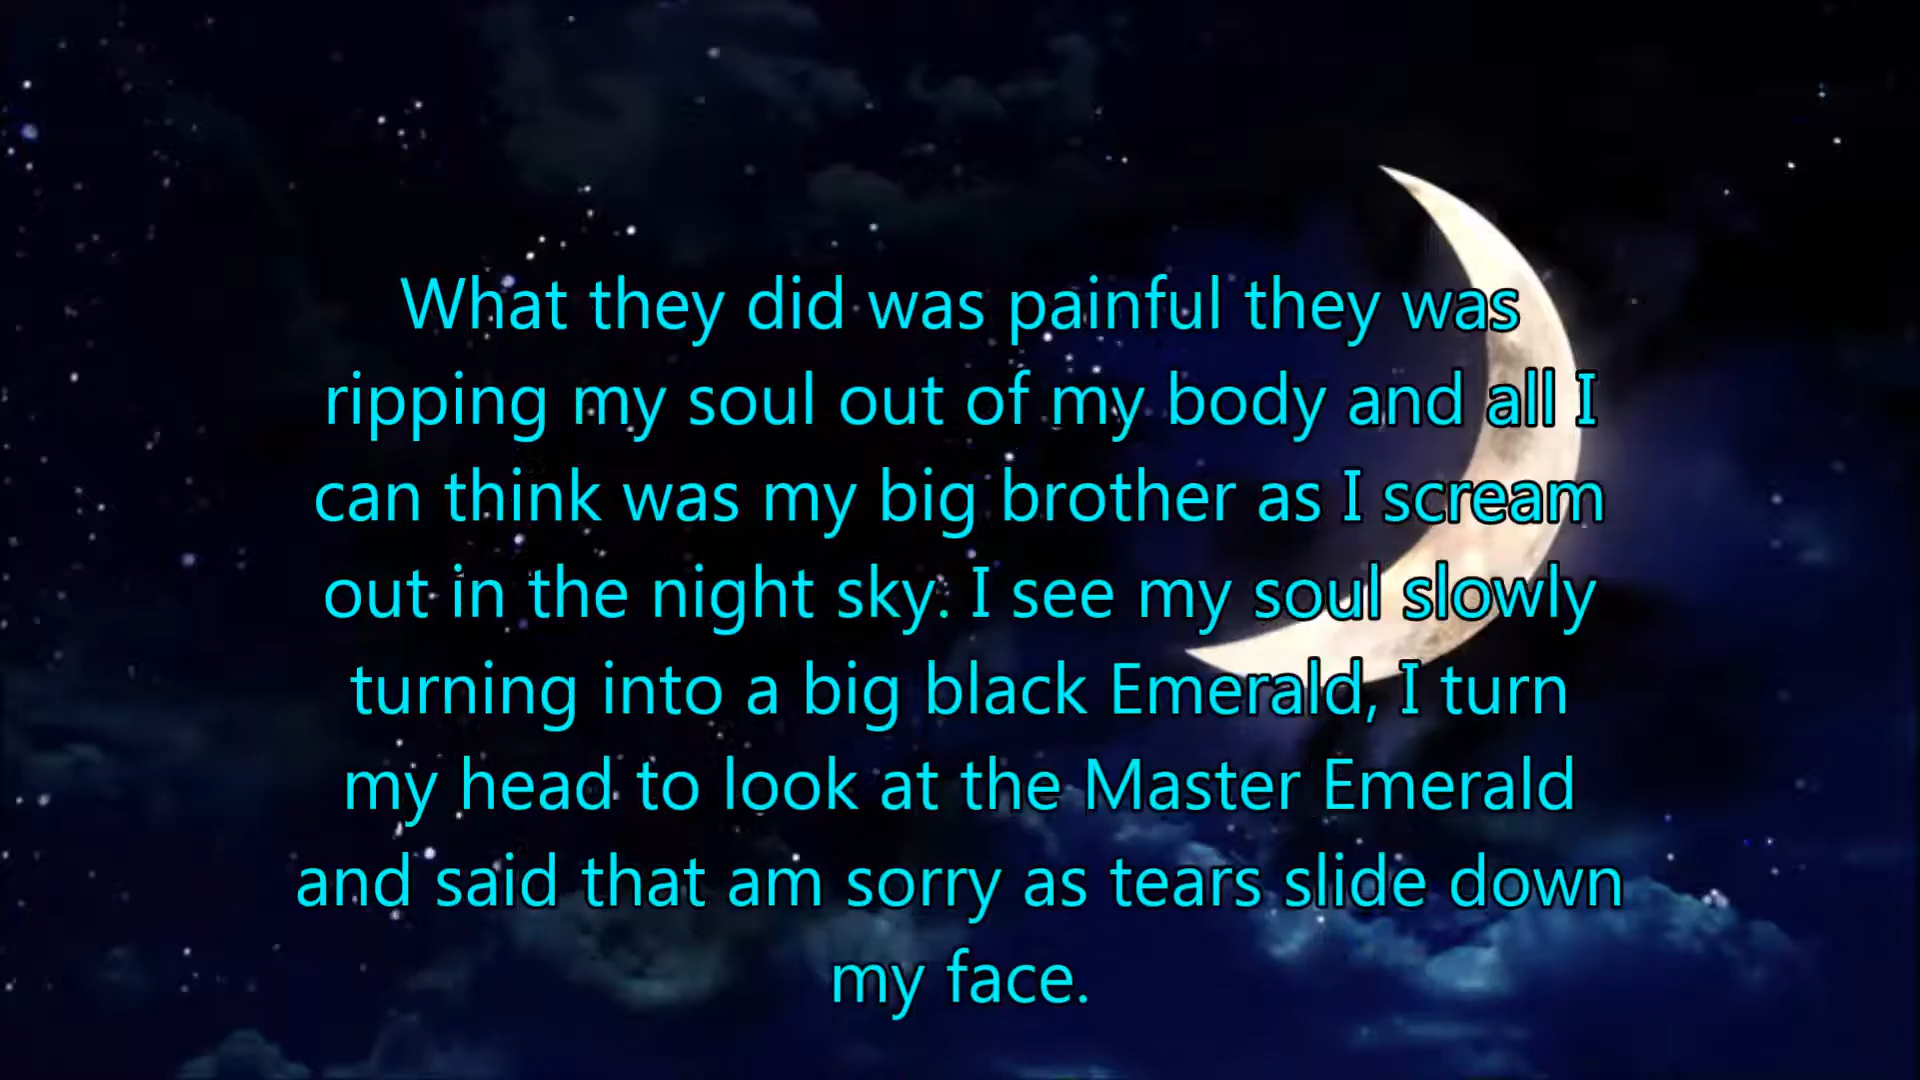 What they did was painful they was
ripping my soul out of my body and all I
can think was my big brother as I scream
out in the night sky. I see my soul slowly
turning into a big black Emerald, I turn
my head to look at the Master Emerald
and said that am sorry as tears slide down
my face.